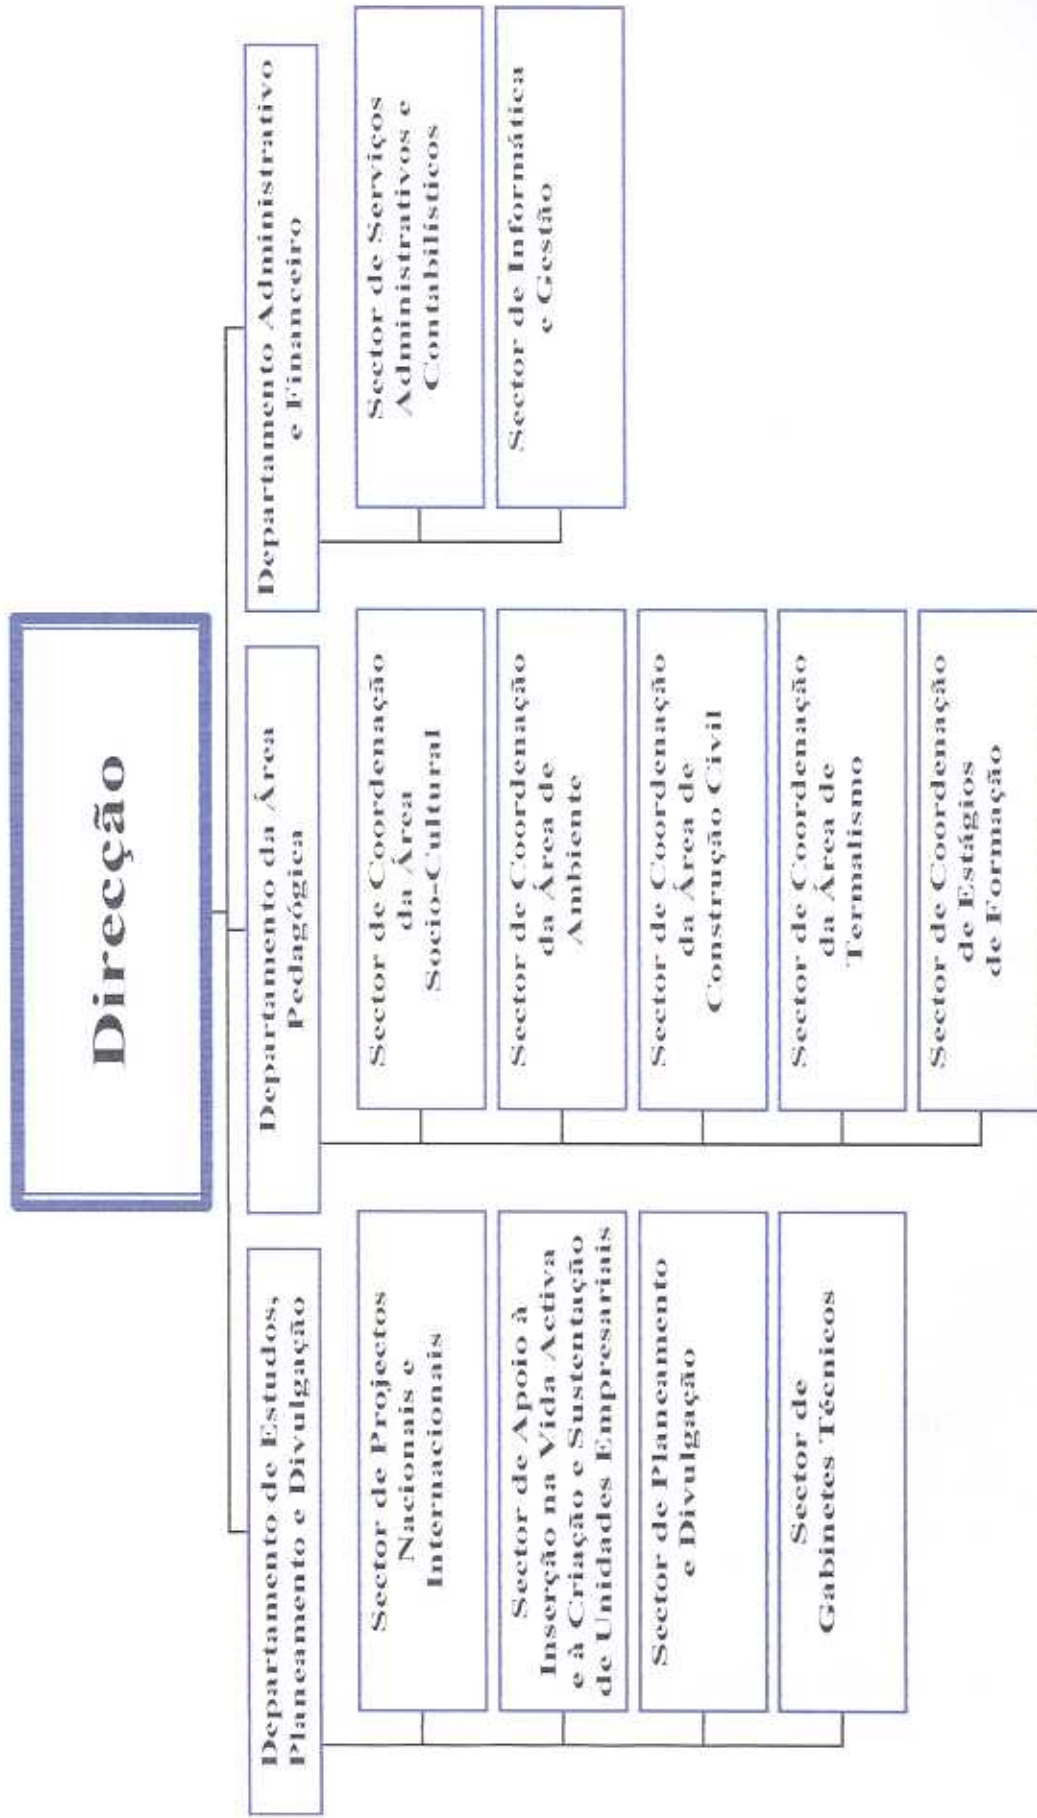 Direcção
Departamento de Estudos,
Planeamento e Divulgação
Sector de Projectos
Nacionais e
Internacionais
Sector de Apoio à
Inserção na Vida Activa
e à Criação e Sustentação
de Unidades Empresariais
Sector de Planeamento
e Divulgação
Sector de
Gabinetes Técnicos
Departamento da Área
Pedagógica
Sector de Coordenação
da Área
Socio-Cultural
Sector de Coordenação
da Área de
Ambiente
Sector de Coordenação
da Área de
Construção Civil
Sector de Coordenação
da Área de
Termalismo
Sector de Coordenação
de Estágios
de Formação
Departamento Administrativo
e Financeiro
Sector de Serviços
Administrativos e
Contabilísticos
Sector de Informática
e Gestão